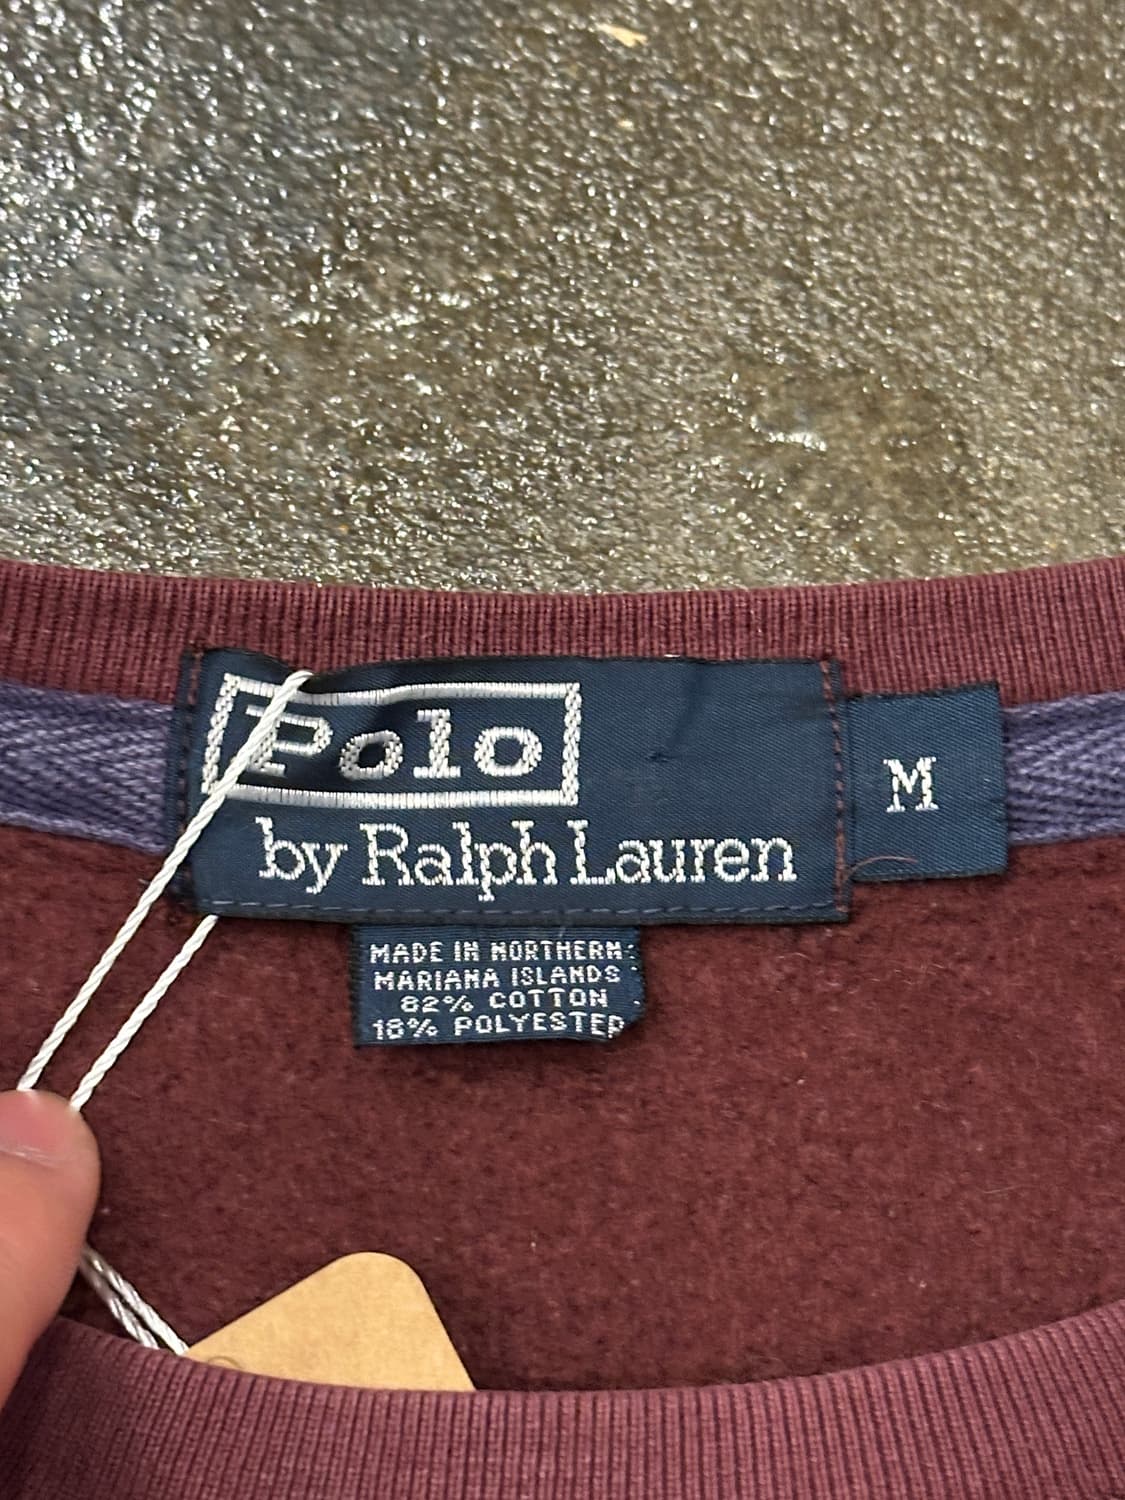 Polo
by Ralph Lauren
M
MADE IN NORTHERN
MARIANA ISLANDS
82% COTTON
18% POLYESTER